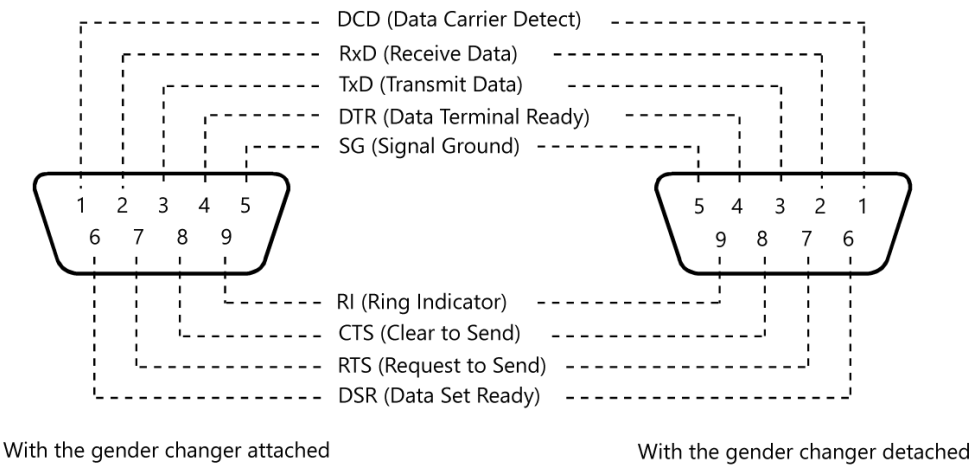 DCD (Data Carrier Detect)
RxD (Receive Data)
TxD (Transmit Data)
DTR (Data Terminal Ready)
SG (Signal Ground)
1 2 3 4 5
6 7 8 9
5 4 3 2 1
9 8 7 6
RI (Ring Indicator)
CTS (Clear to Send)
RTS (Request to Send)
DSR (Data Set Ready)
With the gender changer attached
With the gender changer detached